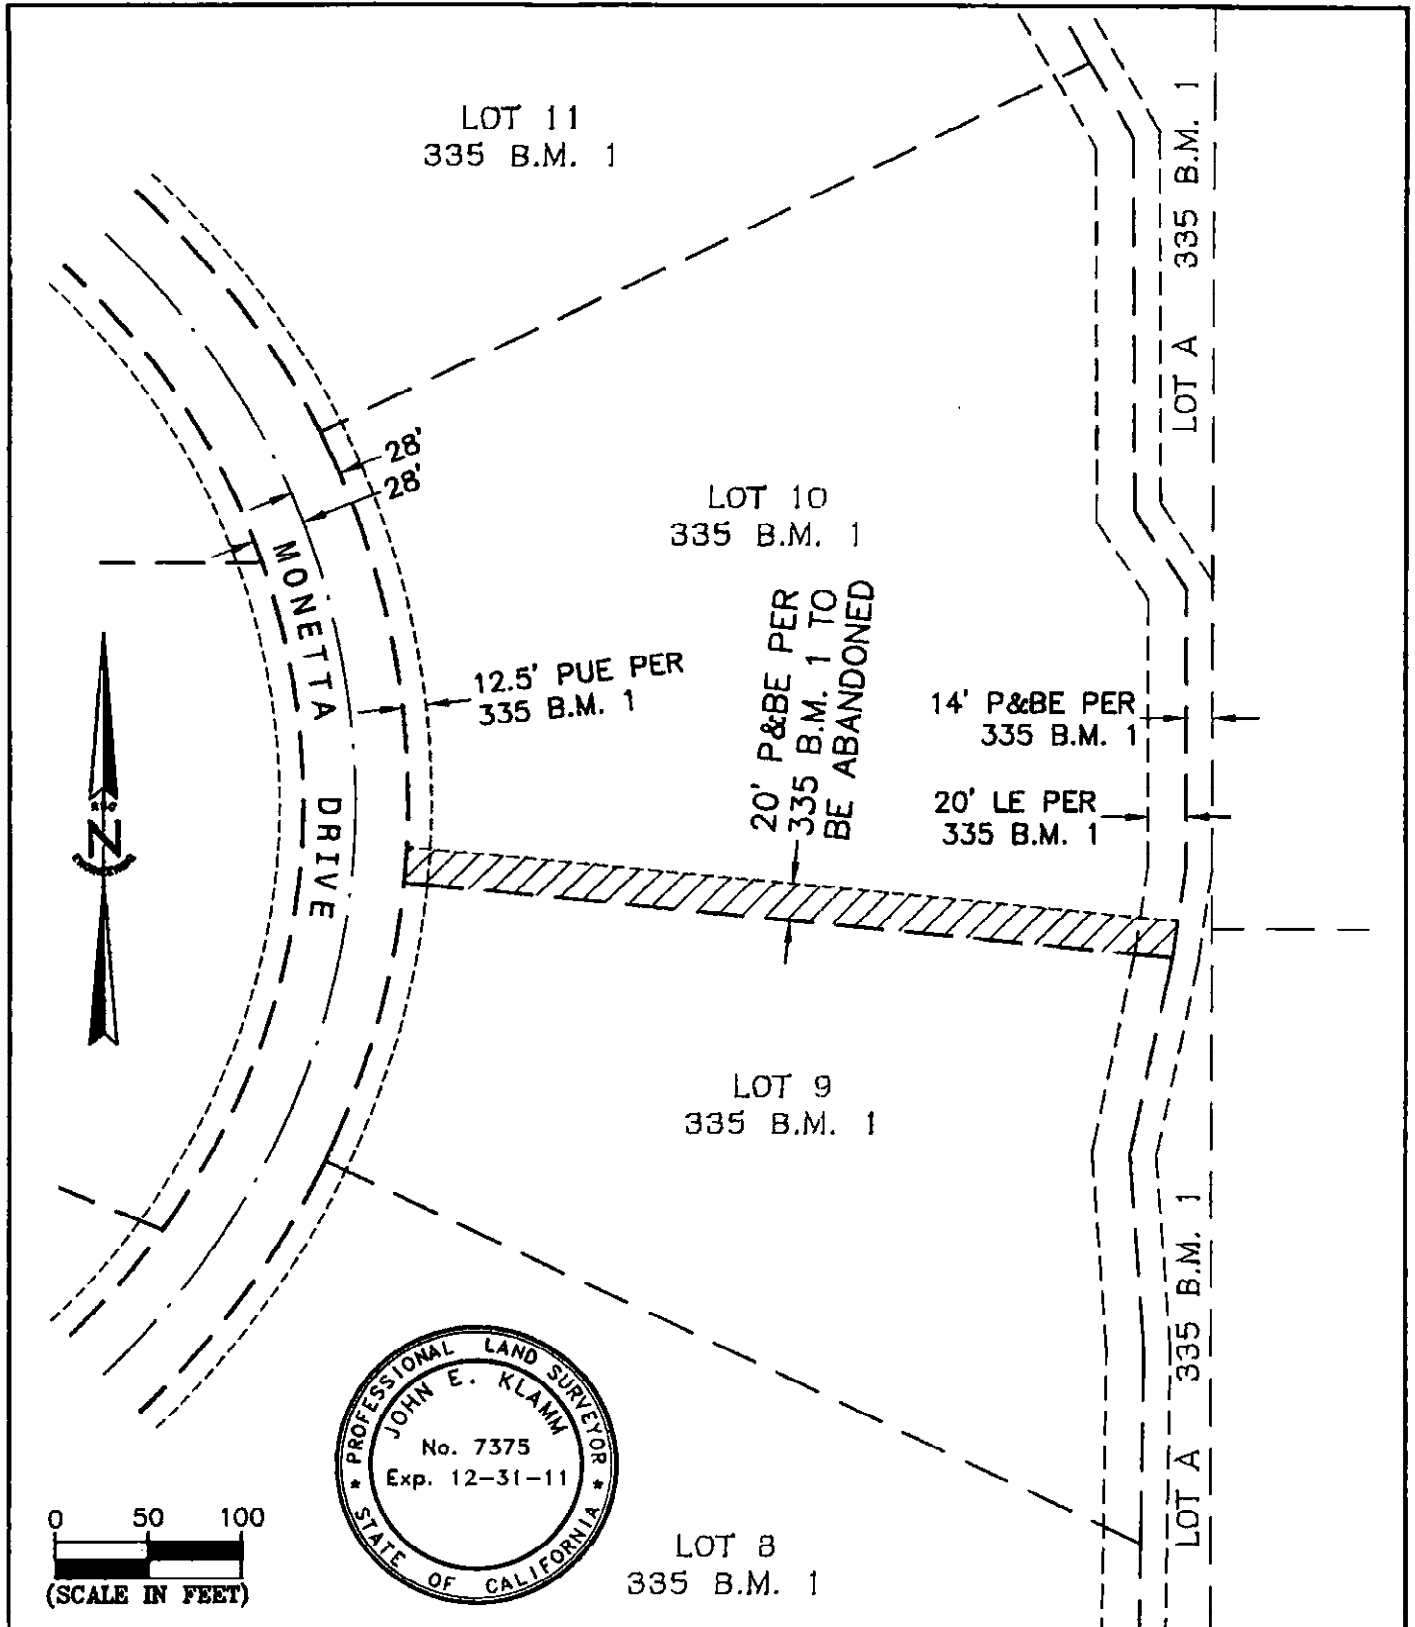 LOT 11
335 B.M. 1
LOT A 335 B.M. 1
28'
28'
LOT 10
335 B.M. 1
MONETTA DRIVE
20' P&BE PER
335 B.M. 1 TO
BE ABANDONED
12.5' PUE PER
335 B.M. 1
14' P&BE PER
335 B.M. 1
20' LE PER
335 B.M. 1
N
ENGINEERING
LOT 9
335 B.M. 1
LOT A 335 B.M. 1
PROFESSIONAL LAND SURVEYOR
JOHN E. KLAMM
No. 7375
Exp. 12-31-11
* STATE OF CALIFORNIA *
0 50 100
(SCALE IN FEET)
LOT 8
335 B.M. 1